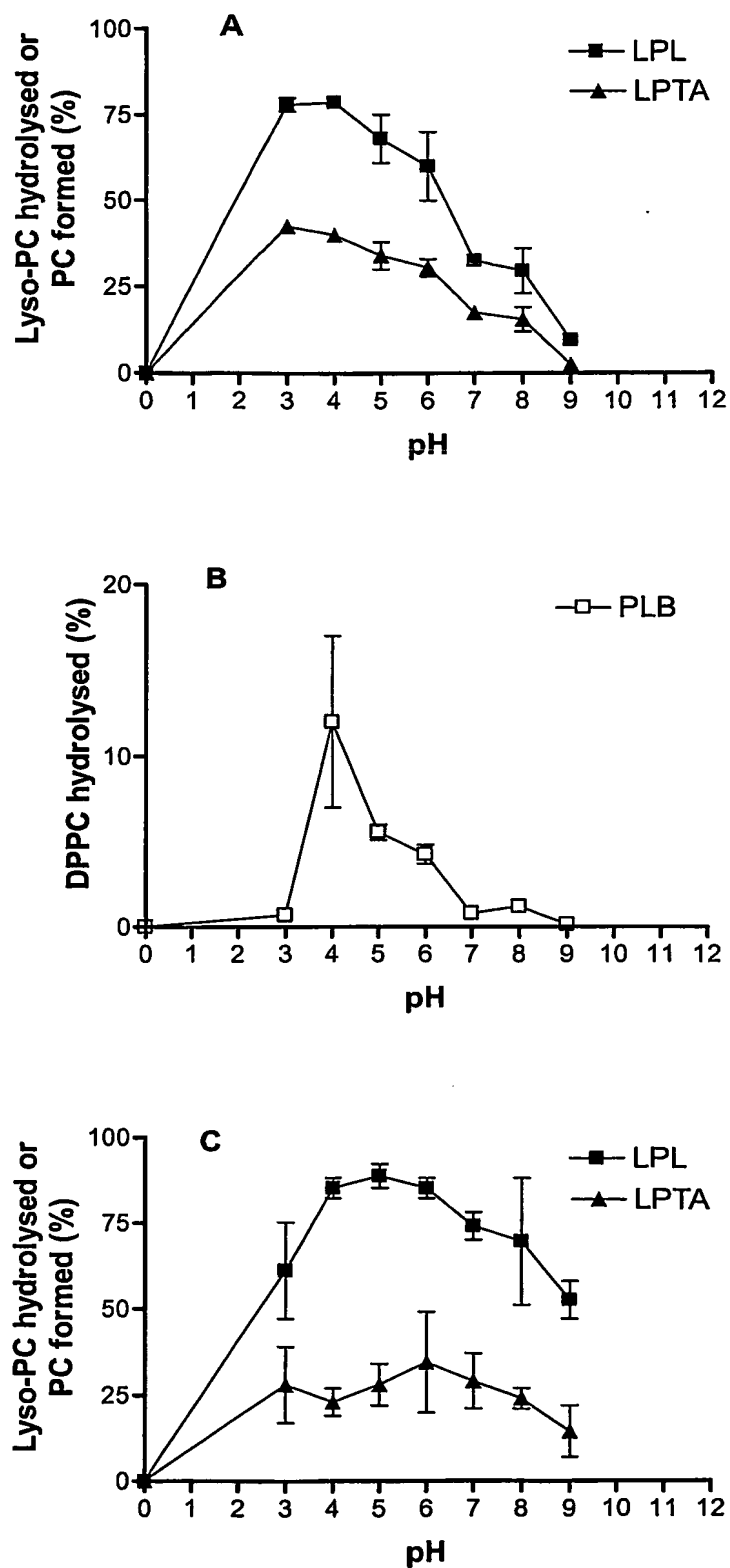 A
LPL
LPTA
Lyso-PC hydrolysed or
PC formed (%)
100
75
50
25
0
0 1 2 3 4 5 6 7 8 9 10 11 12
pH
B
PLB
DPPC hydrolysed (%)
20
10
0
0 1 2 3 4 5 6 7 8 9 10 11 12
pH
C
LPL
LPTA
Lyso-PC hydrolysed or
PC formed (%)
100
75
50
25
0
0 1 2 3 4 5 6 7 8 9 10 11 12
pH